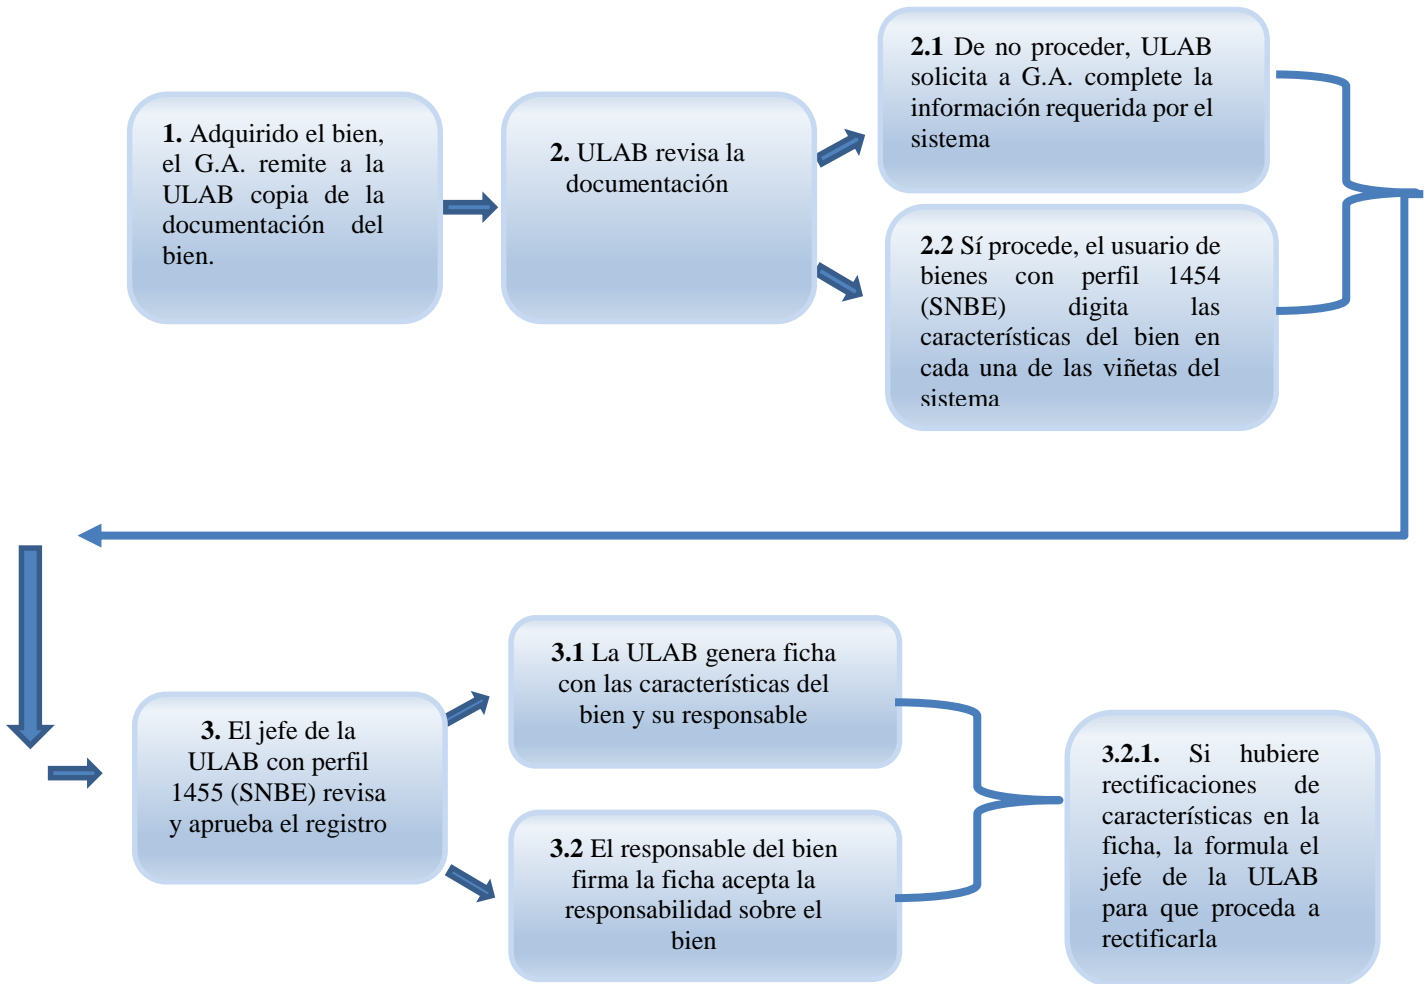 1. Adquirido el bien,
el G.A. remite a la
ULAB copia de la
documentación del
bien.
2. ULAB revisa la
documentación
2.1 De no proceder, ULAB
solicita a G.A. complete la
información requerida por el
sistema
2.2 Sí procede, el usuario de
bienes con perfil 1454
(SNBE) digita las
características del bien en
cada una de las viñetas del
sistema
3. El jefe de la
ULAB con perfil
1455 (SNBE) revisa
y aprueba el registro
3.1 La ULAB genera ficha
con las características del
bien y su responsable
3.2 El responsable del bien
firma la ficha acepta la
responsabilidad sobre el
bien
3.2.1. Si hubiere
rectificaciones de
características en la
ficha, la formula el
jefe de la ULAB
para que proceda a
rectificarla